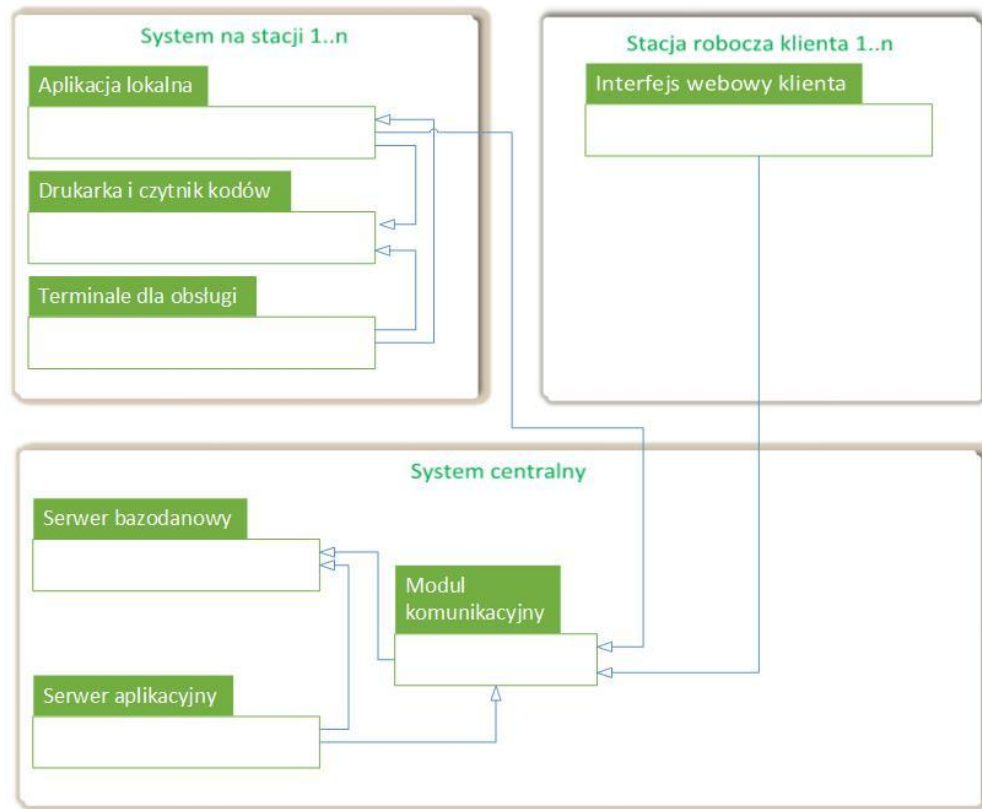 System na stacji 1..n
Aplikacja lokalna
Drukarka i czytnik kodów
Terminale dla obsługi
Stacja robocza klienta 1..n
Interfejs webowy klienta
System centralny
Serwer bazodanowy
Moduł
komunikacyjny
Serwer aplikacyjny